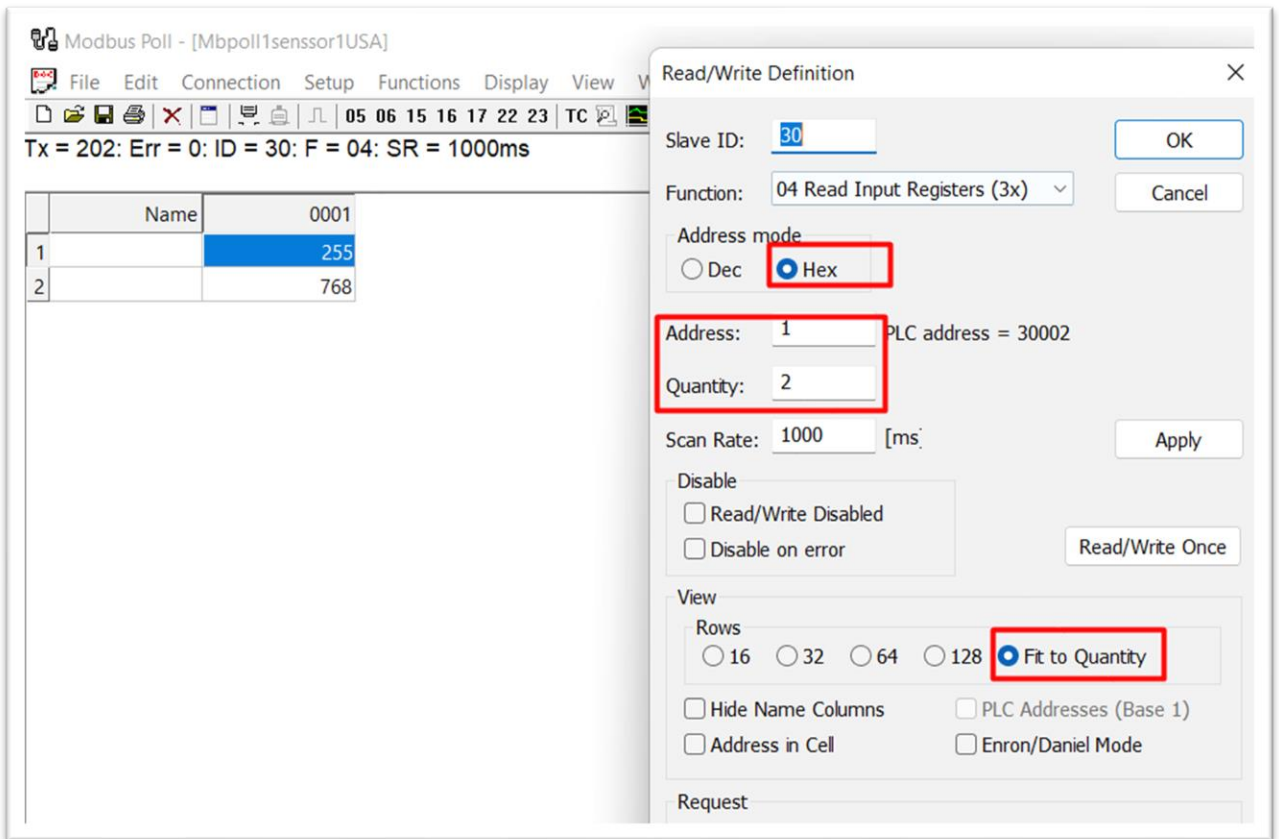 Modbus Poll - [Mbpoll1senssor1USA]
File Edit Connection Setup Functions Display View W
05 06 15 16 17 22 23 TC
Tx = 202: Err = 0: ID = 30: F = 04: SR = 1000ms
Name 0001
1 255
2 768
Read/Write Definition
Slave ID: 30 OK
Function: 04 Read Input Registers (3x) Cancel
Address mode
Dec Hex
Address: 1 PLC address = 30002
Quantity: 2
Scan Rate: 1000 [ms] Apply
Disable
Read/Write Disabled
Disable on error Read/Write Once
View
Rows
16 32 64 128 Fit to Quantity
Hide Name Columns PLC Addresses (Base 1)
Address in Cell Enron/Daniel Mode
Request